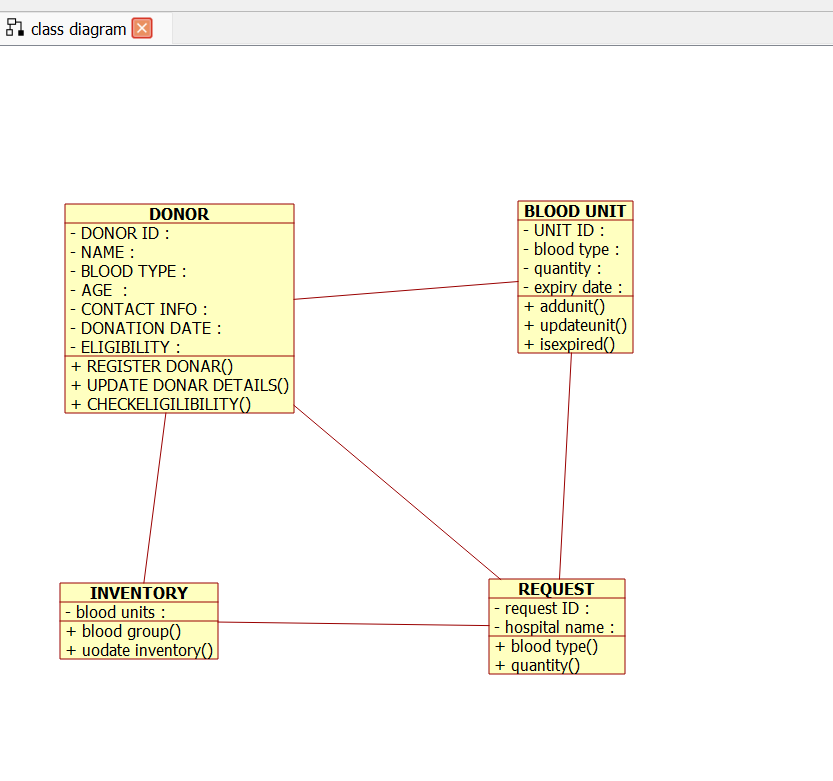 class diagram
DONOR
- DONOR ID :
- NAME :
- BLOOD TYPE :
- AGE :
- CONTACT INFO :
- DONATION DATE :
- ELIGIBILITY :
+ REGISTER DONAR()
+ UPDATE DONAR DETAILS()
+ CHECKELIGILIBILITY()
BLOOD UNIT
- UNIT ID :
- blood type :
- quantity :
- expiry date :
+ addunit()
+ updateunit()
+ isexpired()
INVENTORY
- blood units :
+ blood group()
+ uodate inventory()
REQUEST
- request ID :
- hospital name :
+ blood type()
+ quantity()